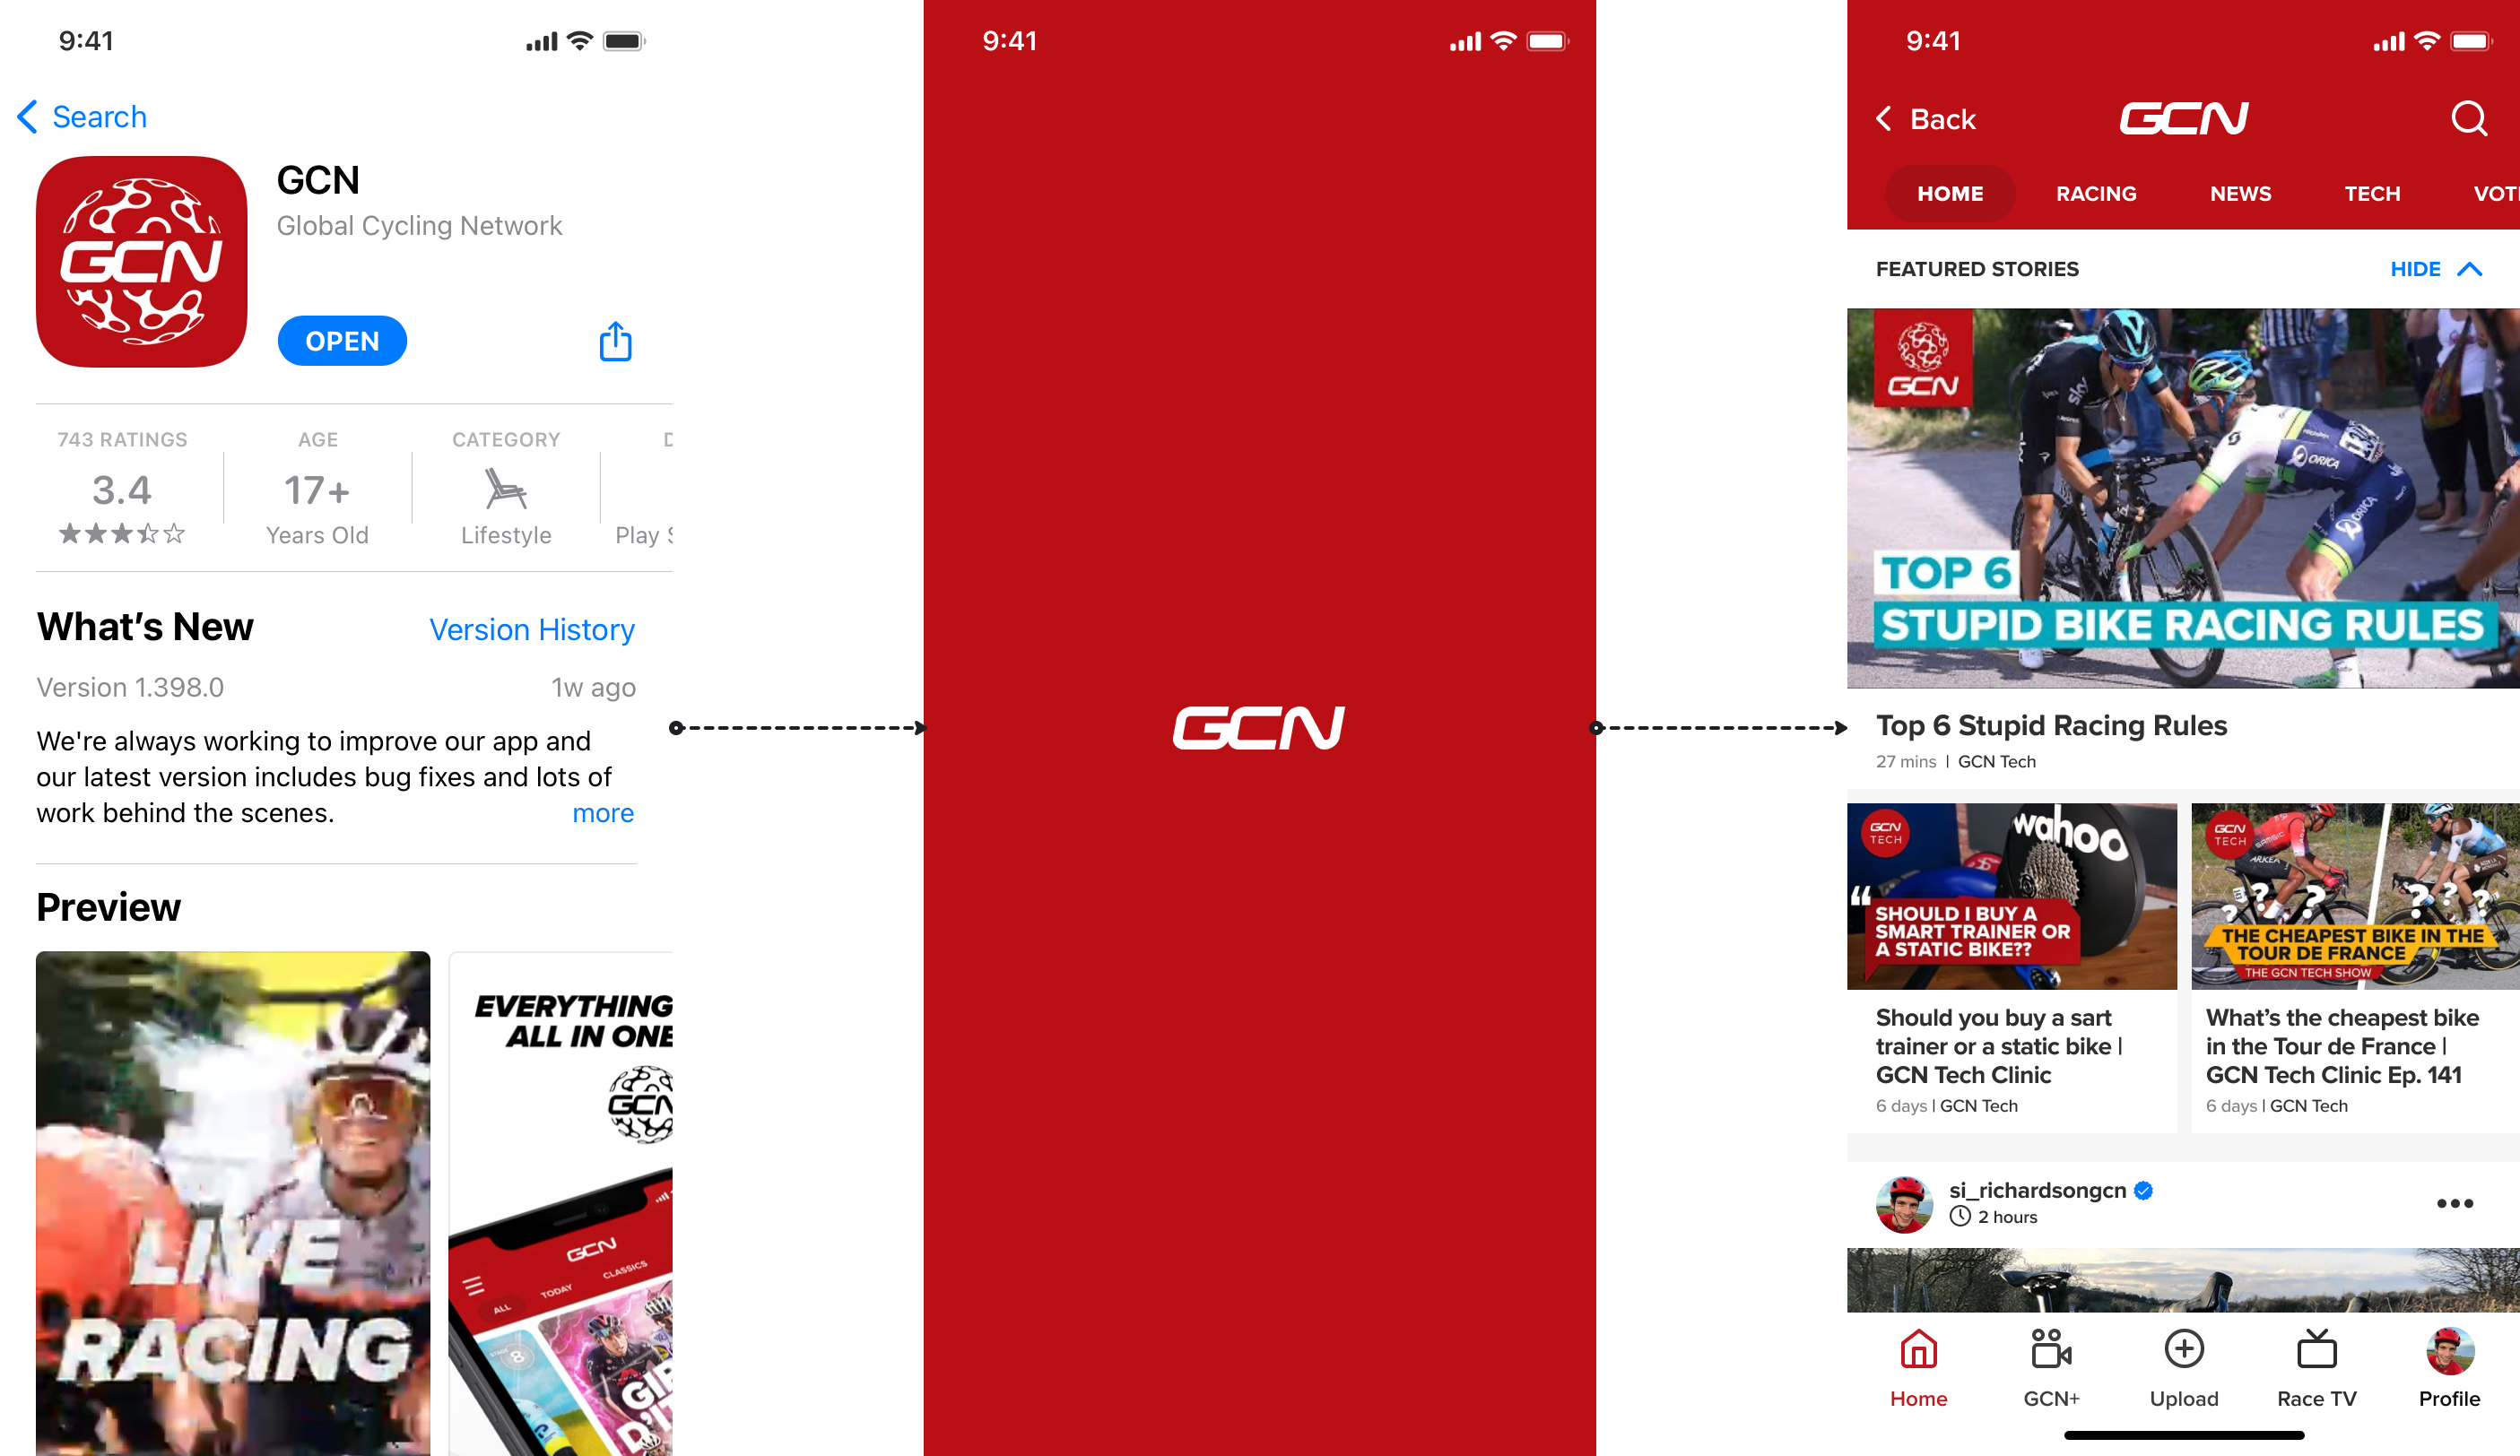 9:41
Search
GCN
GCN
Global Cycling Network
OPEN
743 RATINGS
3.4
AGE
17+
Years Old
CATEGORY
Lifestyle
Play
What's New
Version History
Version 1.398.0
1w ago
We're always working to improve our app and
our latest version includes bug fixes and lots of
work behind the scenes.
more
Preview
LIVE
RACING
EVERYTHING
ALL IN ONE
GCN
GCN
ALL
TODAY
CLASSICS
8
9:41
GCN
9:41
Back
GCN
HOME
RACING
NEWS
TECH
FEATURED STORIES
HIDE
GCN
sky
ORICA
ORICA
TOP 6
STUPID BIKE RACING RULES
Top 6 Stupid Racing Rules
27 mins | GCN Tech
GCN
TECH
wahoo
“
SHOULD I BUY A
SMART TRAINER OR
A STATIC BIKE??
Should you buy a sart
trainer or a static bike |
GCN Tech Clinic
6 days | GCN Tech
GCN
TECH
ARKEA
? ? ? ? ? ?
THE CHEAPEST BIKE IN THE
TOUR DE FRANCE
THE GCN TECH SHOW
What’s the cheapest bike
in the Tour de France |
GCN Tech Clinic Ep. 141
6 days | GCN Tech
si_richardsongcn
2 hours
Home
GCN+
Upload
Race TV
Profile